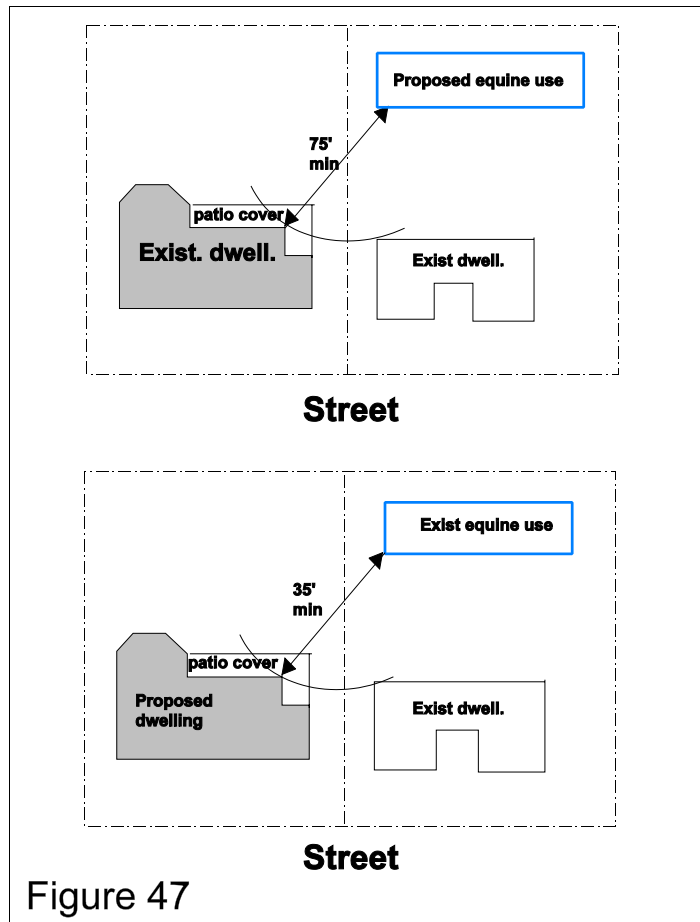 Proposed equine use
75'
min
patio cover
Exist. dwell.
Exist dwell.
Street
Exist equine use
35'
min
patio cover
Proposed
dwelling
Exist dwell.
Street
Figure 47